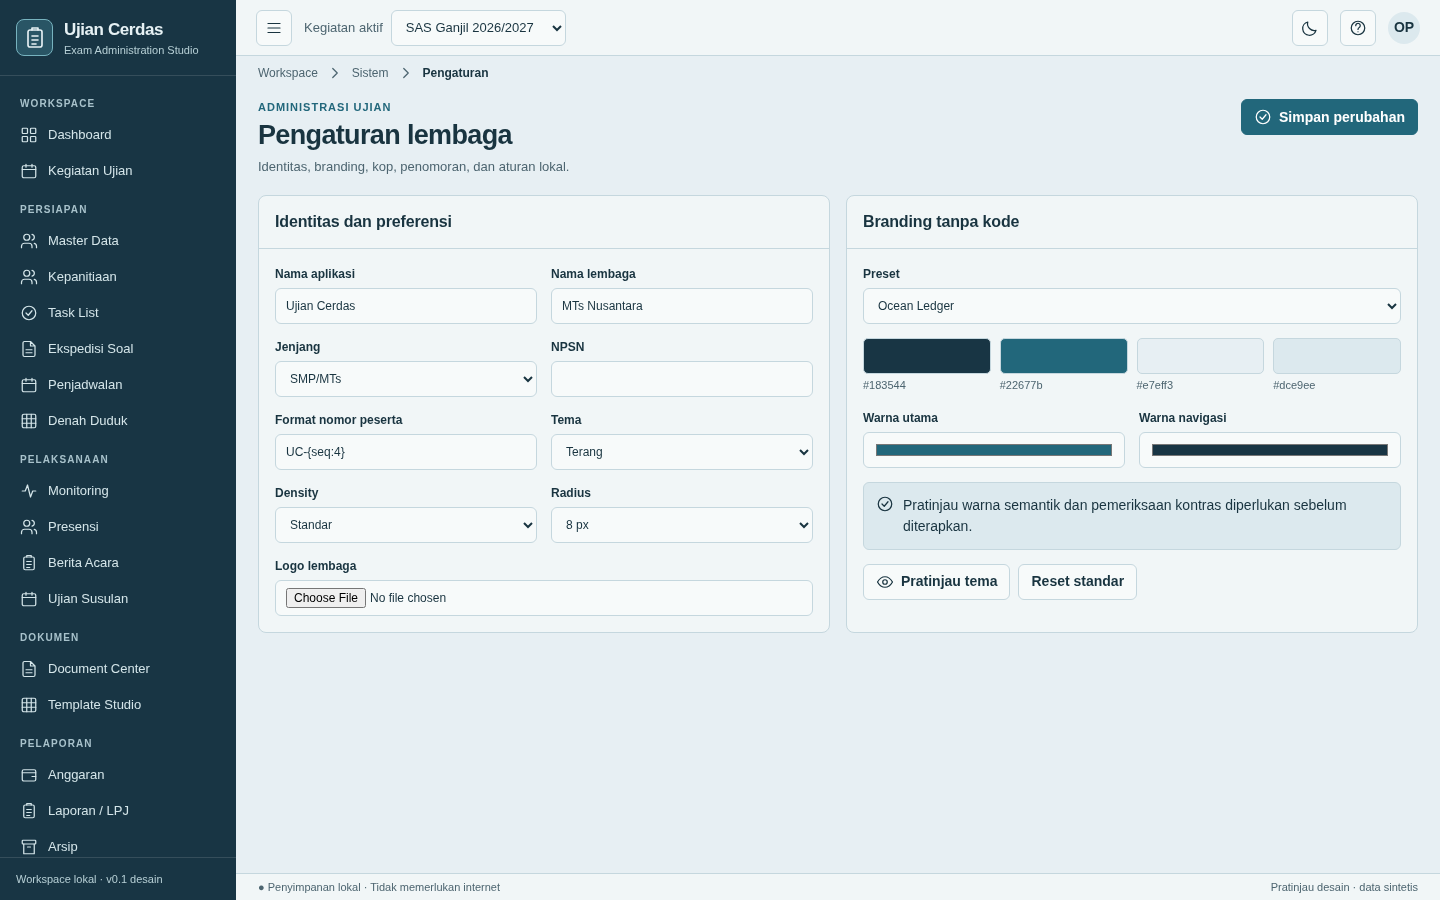 Ujian Cerdas
Exam Administration Studio
WORKSPACE
Dashboard
Kegiatan Ujian
PERSIAPAN
Master Data
Kepanitiaan
Task List
Ekspedisi Soal
Penjadwalan
Denah Duduk
PELAKSANAAN
Monitoring
Presensi
Berita Acara
Ujian Susulan
DOKUMEN
Document Center
Template Studio
PELAPORAN
Anggaran
Laporan / LPJ
Arsip
Workspace lokal · v0.1 desain
Kegiatan aktif
SAS Ganjil 2026/2027
OP
Workspace
Sistem
Pengaturan
ADMINISTRASI UJIAN
Pengaturan lembaga
Identitas, branding, kop, penomoran, dan aturan lokal.
Simpan perubahan
Identitas dan preferensi
Nama aplikasi
Nama lembaga
Ujian Cerdas
MTs Nusantara
Jenjang
NPSN
SMP/MTs
Format nomor peserta
Tema
UC-{seq:4}
Terang
Density
Radius
Standar
8 px
Logo lembaga
Choose File No file chosen
Branding tanpa kode
Preset
Ocean Ledger
#183544
#22677b
#e7eff3
#dce9ee
Warna utama
Warna navigasi
Pratinjau warna semantik dan pemeriksaan kontras diperlukan sebelum
diterapkan.
Pratinjau tema
Reset standar
● Penyimpanan lokal · Tidak memerlukan internet
Pratinjau desain · data sintetis